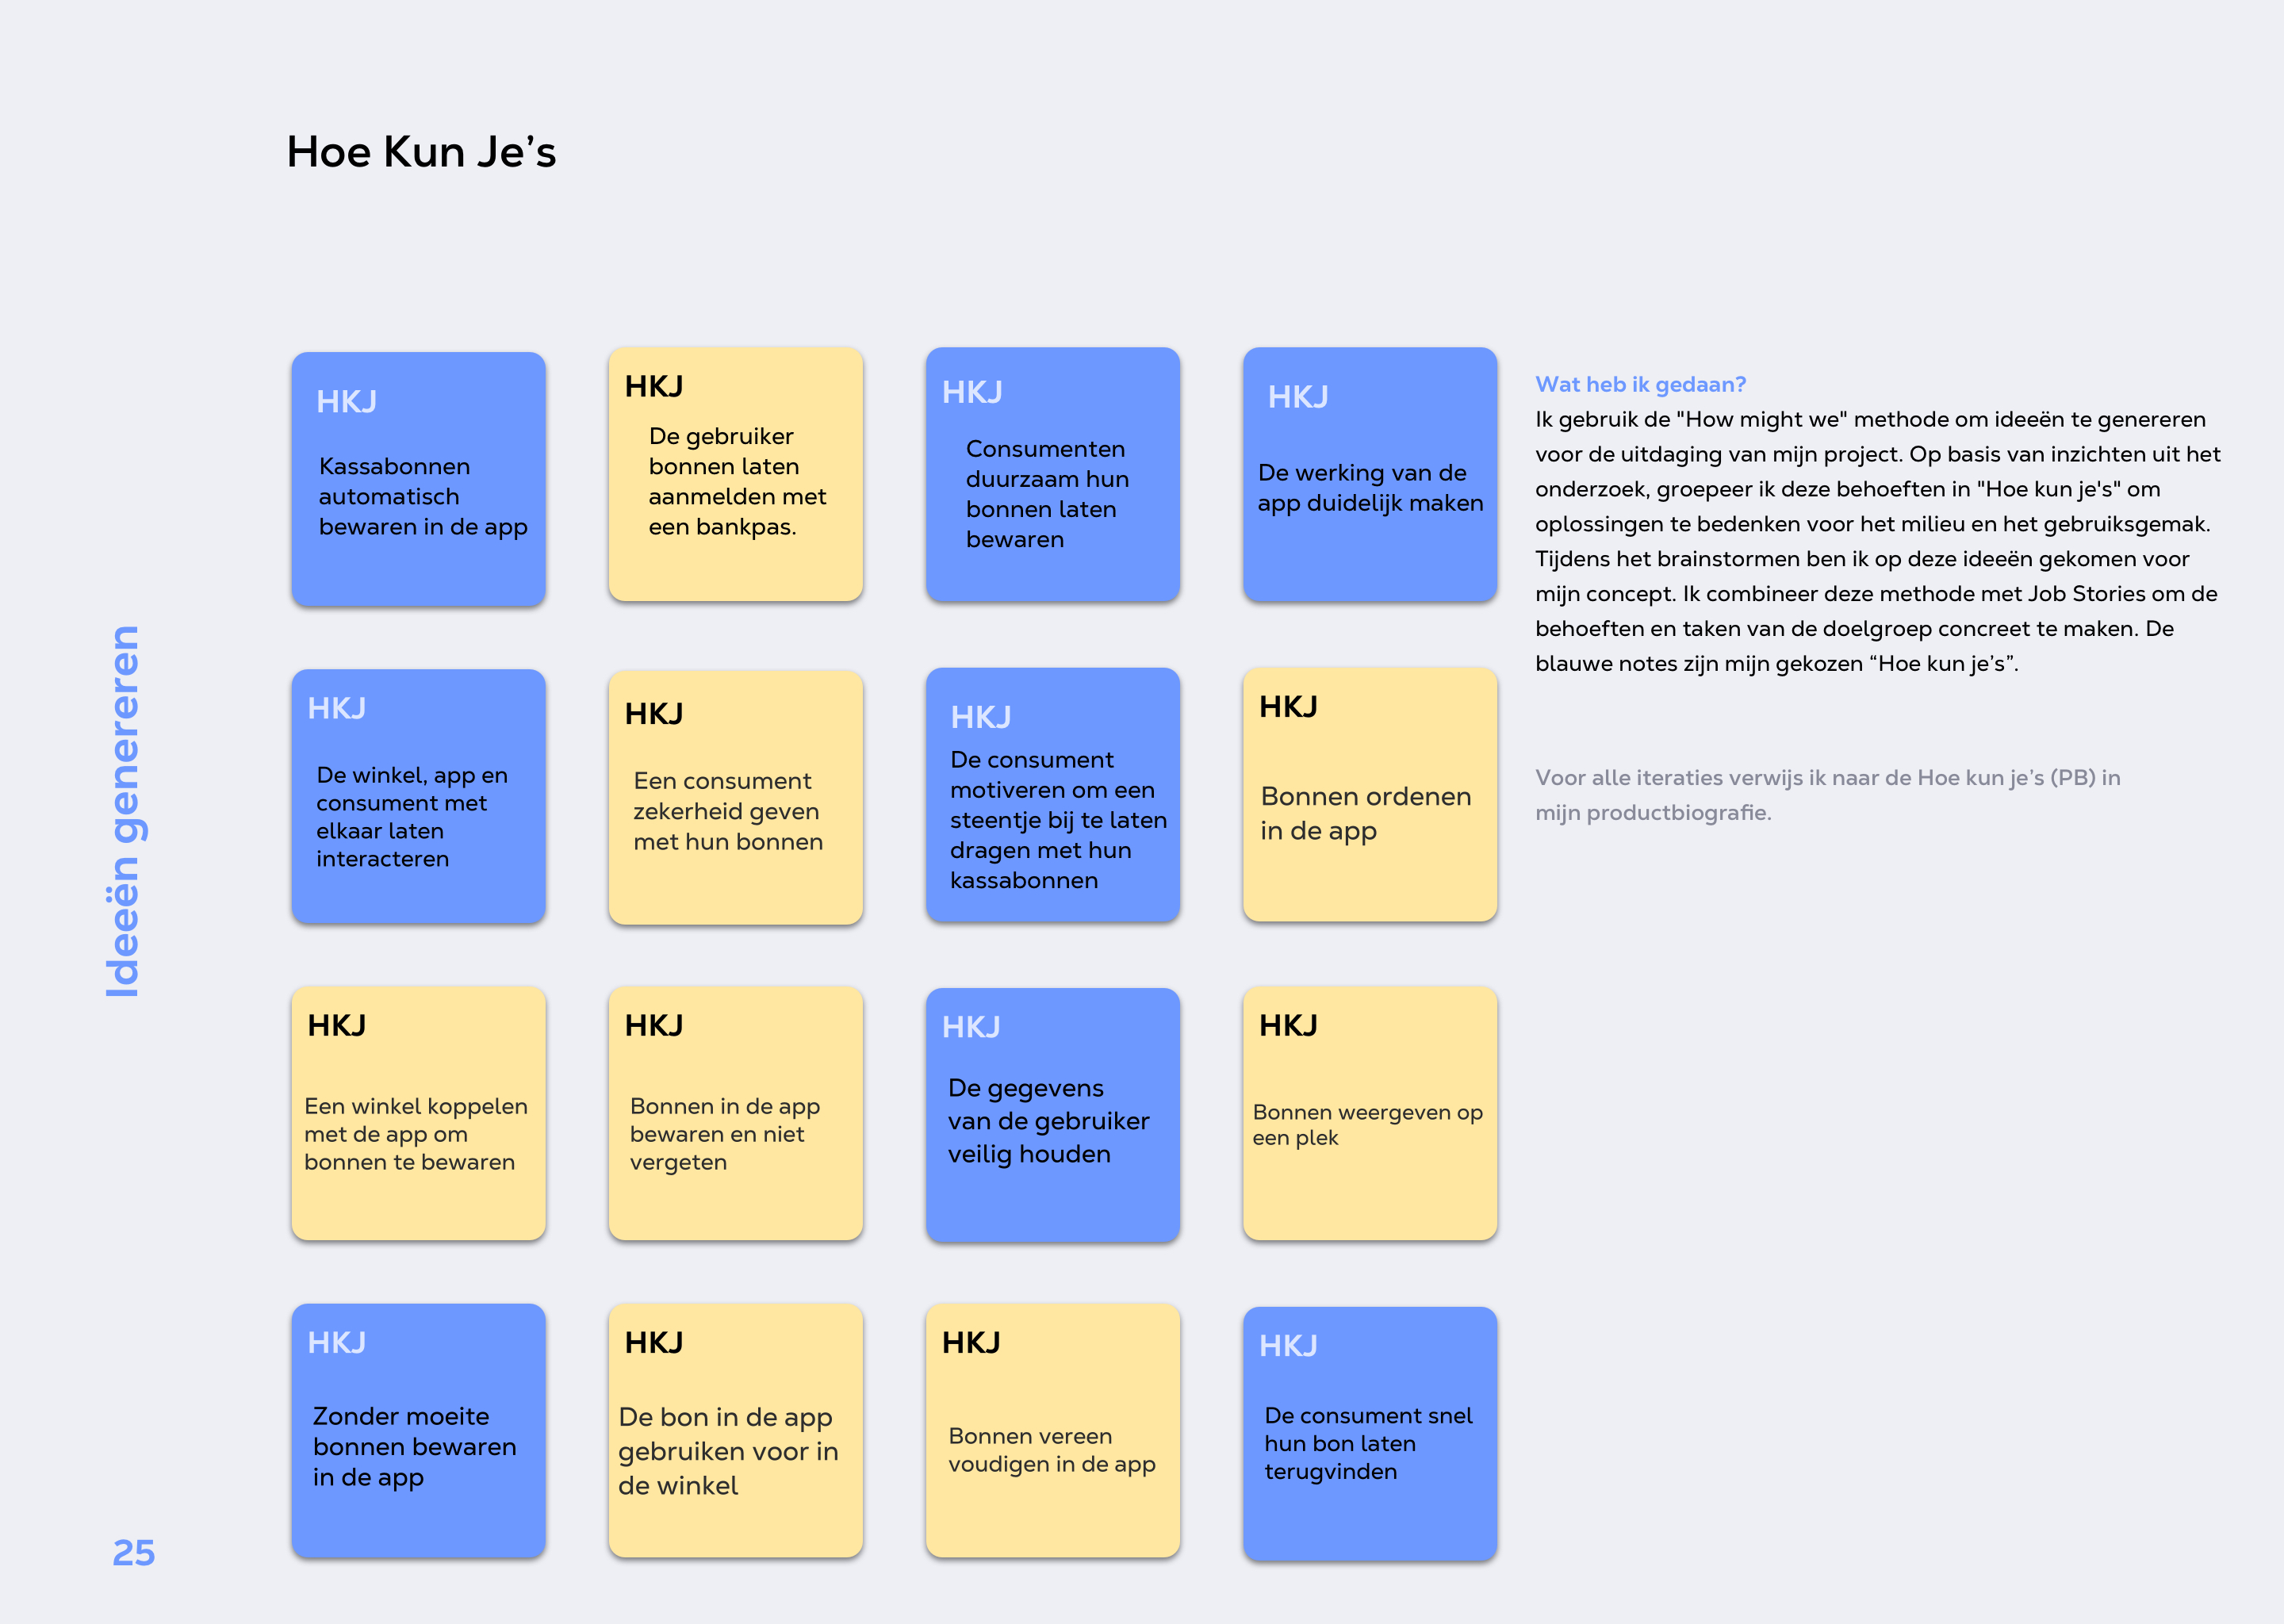 Hoe Kun Je’s
HKJ
Kassabonnen
automatisch
bewaren in de app
HKJ
De gebruiker
bonnen laten
aanmelden met
een bankpas.
HKJ
Consumenten
duurzaam hun
bonnen laten
bewaren
HKJ
De werking van de
app duidelijk maken
Wat heb ik gedaan?
Ik gebruik de "How might we" methode om ideeën te genereren
voor de uitdaging van mijn project. Op basis van inzichten uit het
onderzoek, groepeer ik deze behoeften in "Hoe kun je's" om
oplossingen te bedenken voor het milieu en het gebruiksgemak.
Tijdens het brainstormen ben ik op deze ideeën gekomen voor
mijn concept. Ik combineer deze methode met Job Stories om de
behoeften en taken van de doelgroep concreet te maken. De
blauwe notes zijn mijn gekozen “Hoe kun je’s”.
Voor alle iteraties verwijs ik naar de Hoe kun je’s (PB) in
mijn productbiografie.
HKJ
De winkel, app en
consument met
elkaar laten
interacteren
HKJ
Een consument
zekerheid geven
met hun bonnen
HKJ
De consument
motiveren om een
steentje bij te laten
dragen met hun
kassabonnen
HKJ
Bonnen ordenen
in de app
Ideeën genereren
HKJ
Een winkel koppelen
met de app om
bonnen te bewaren
HKJ
Bonnen in de app
bewaren en niet
vergeten
HKJ
De gegevens
van de gebruiker
veilig houden
HKJ
Bonnen weergeven op
een plek
HKJ
Zonder moeite
bonnen bewaren
in de app
HKJ
De bon in de app
gebruiken voor in
de winkel
HKJ
Bonnen vereen
voudigen in de app
HKJ
De consument snel
hun bon laten
terugvinden
25